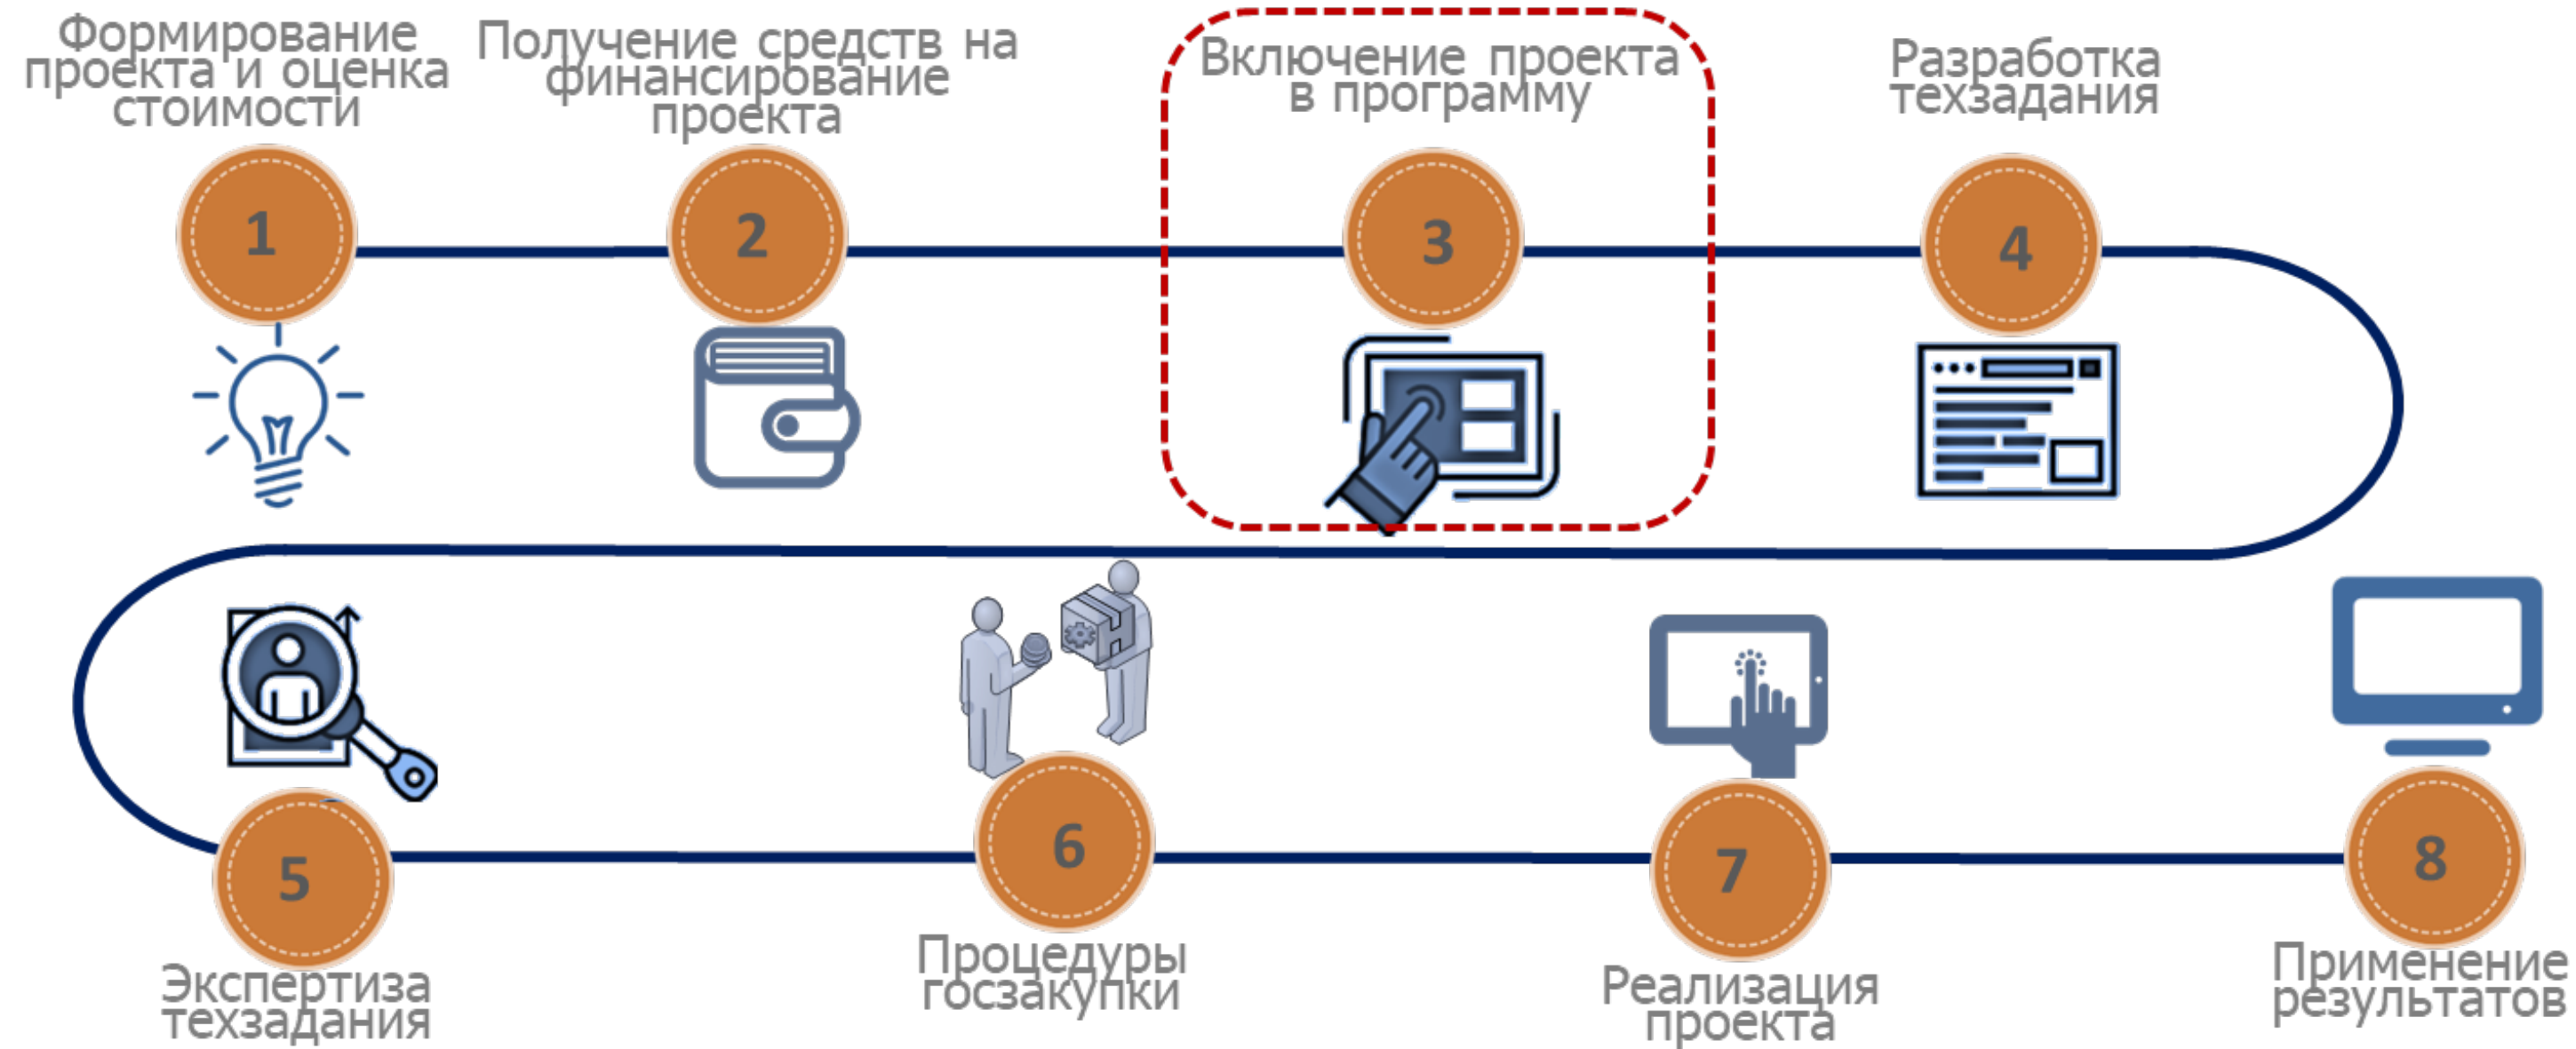 Формирование
проекта и оценка
стоимости
Получение средств на
финансирование
проекта
Включение проекта
в программу
Разработка
техзадания
1
2
3
4
5
6
7
8
Экспертиза
техзадания
Процедуры
госзакупки
Реализация
проекта
Применение
результатов